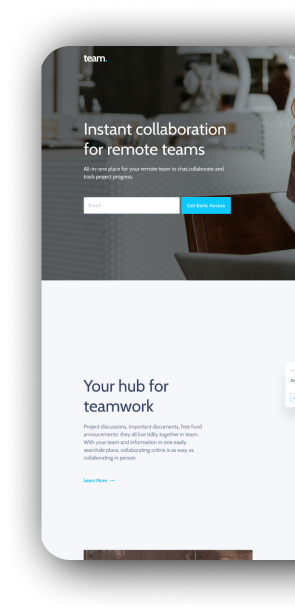 team.
Instant collaboration
for remote teams
All-in-one place for your remote team to chat,collaborate and
track project progress.
Email
Get Early Access
Your hub for
teamwork
Project discussions, important documents, free food
annoucements: they all live tidily together in team.
With your team and information in one easily
searchale place, collaborating online is as easy as
collaborating in person.
Learn More →